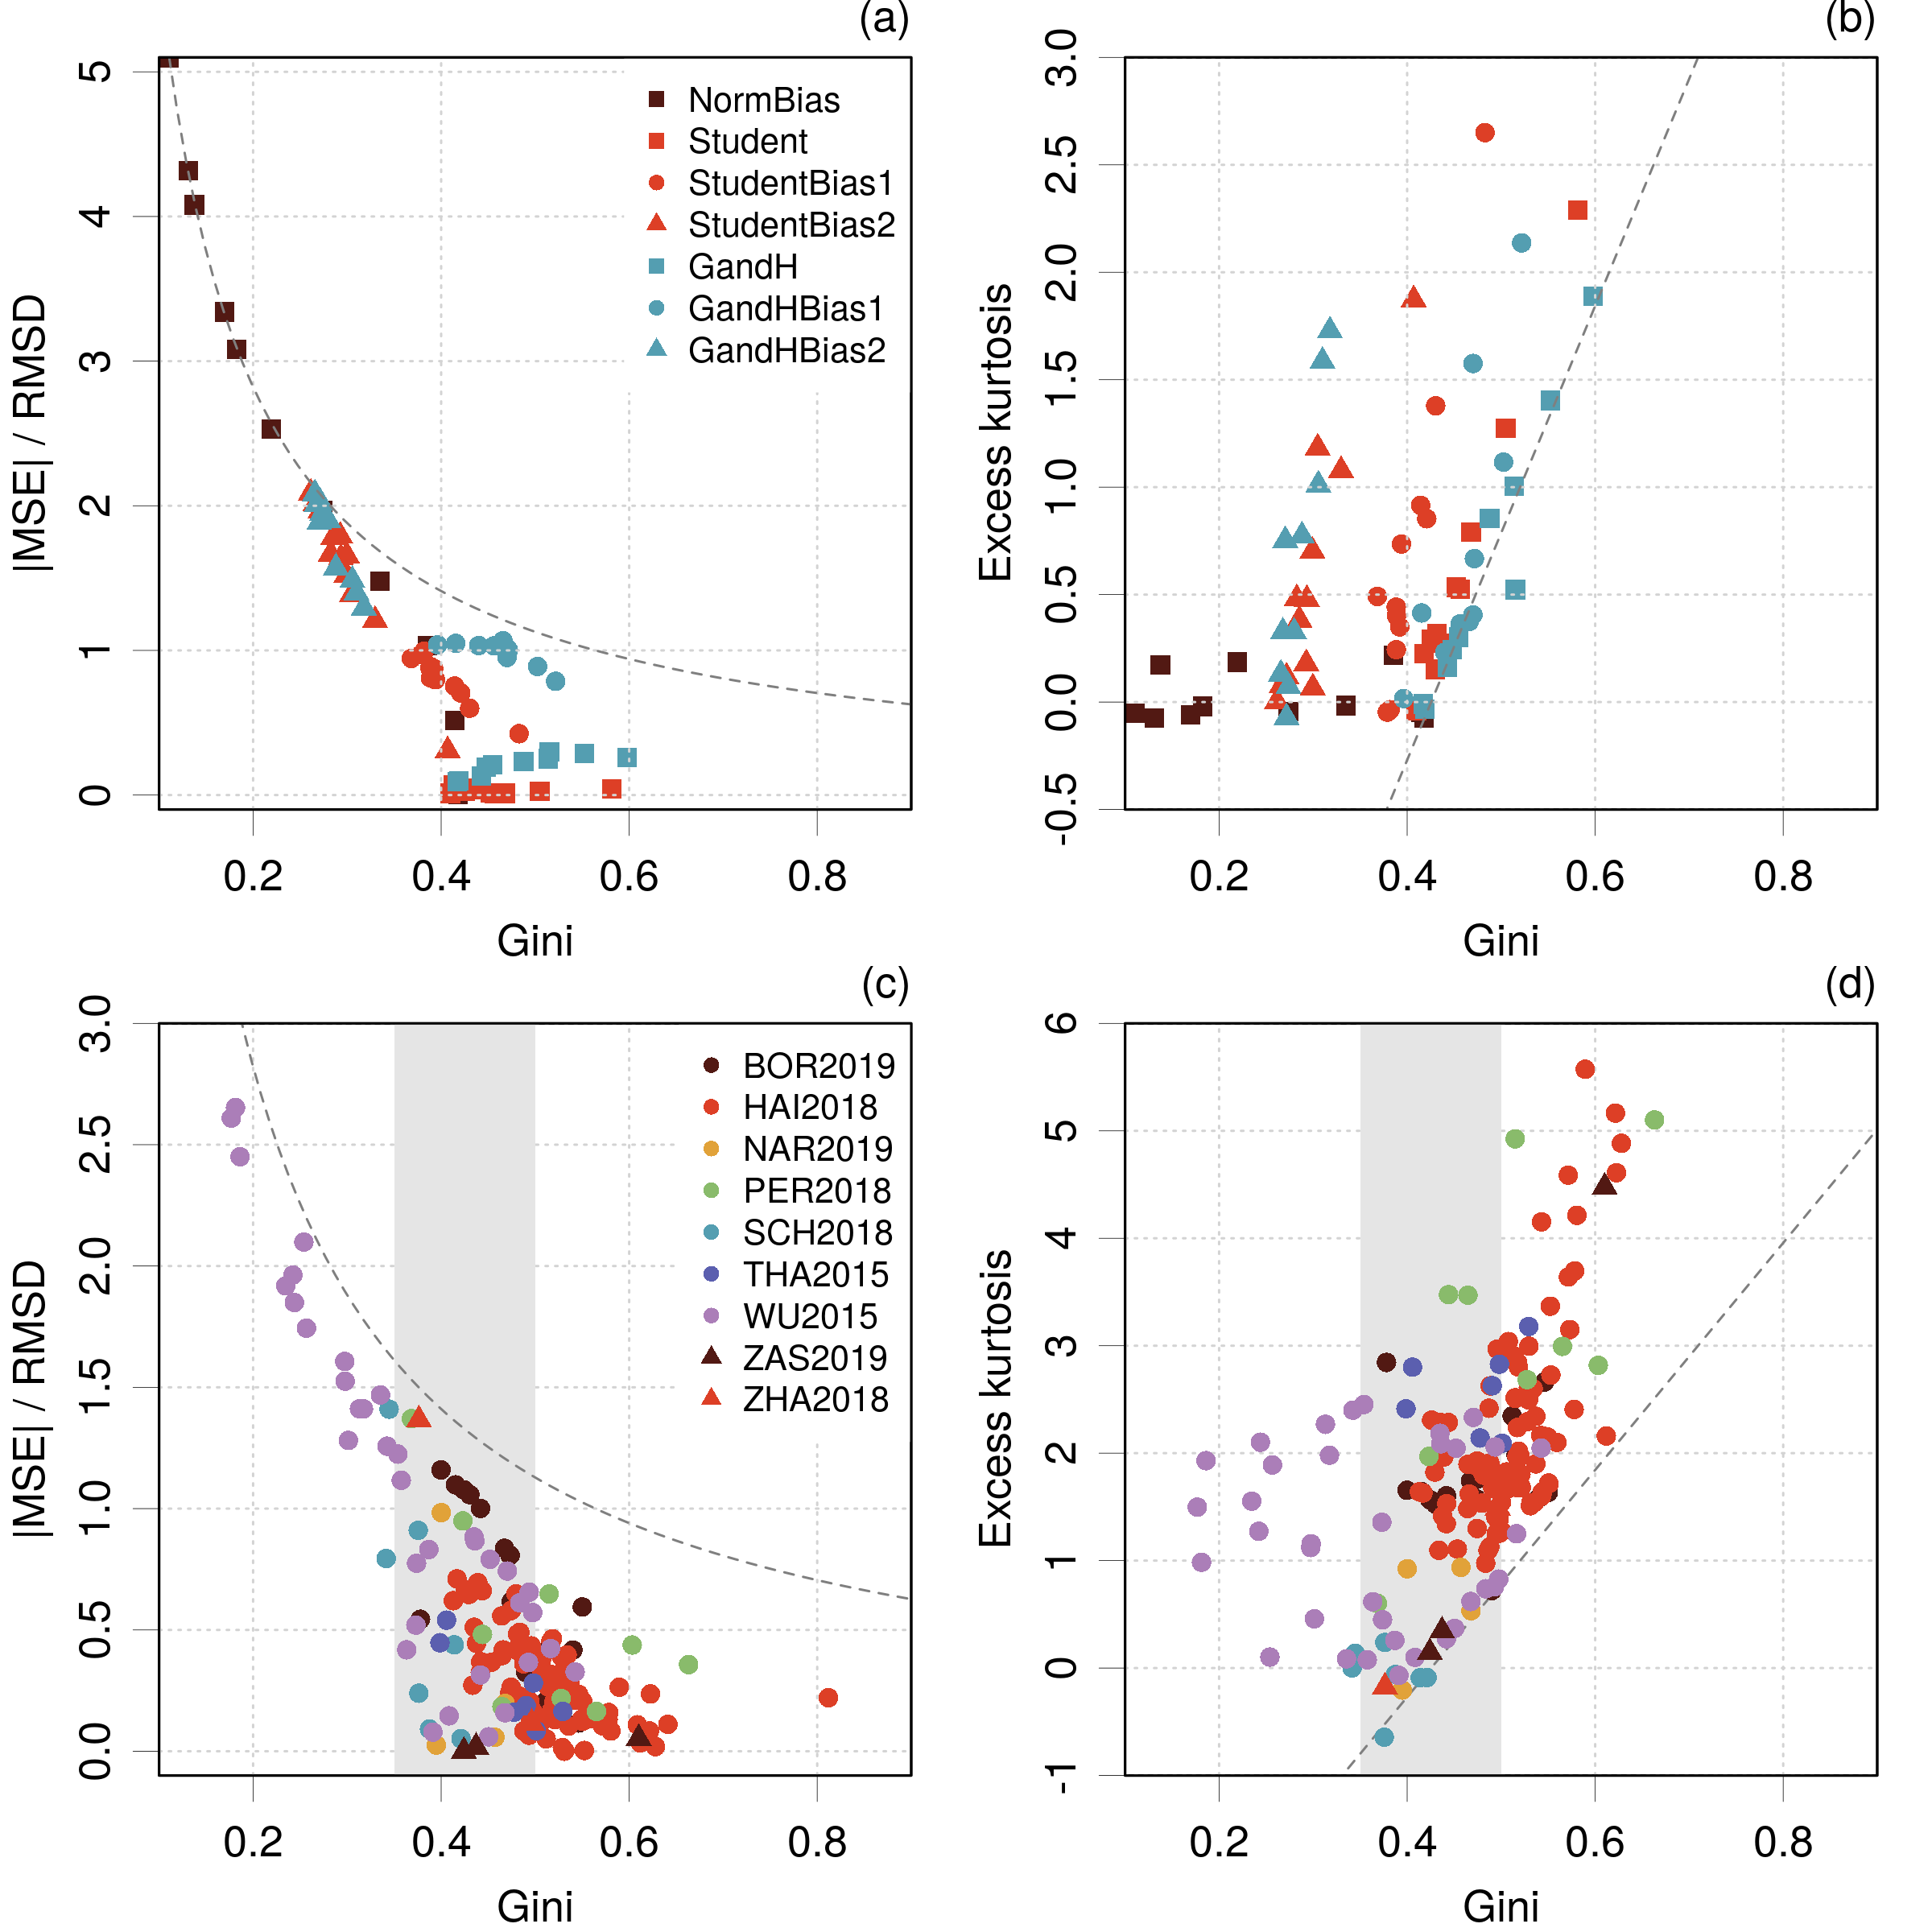 (a)
|MSE| / RMSD
5
4
3
2
1
0
NormBias
Student
StudentBias1
StudentBias2
GandH
GandHBias1
GandHBias2
0.2 0.4 0.6 0.8
Gini
(b)
Excess kurtosis
3.0
2.5
2.0
1.5
1.0
0.5
0.0
-0.5
0.2 0.4 0.6 0.8
Gini
(c)
|MSE| / RMSD
3.0
2.5
2.0
1.5
1.0
0.5
0.0
BOR2019
HAI2018
NAR2019
PER2018
SCH2018
THA2015
WU2015
ZAS2019
ZHA2018
0.2 0.4 0.6 0.8
Gini
(d)
Excess kurtosis
6
5
4
3
2
1
0
-1
0.2 0.4 0.6 0.8
Gini